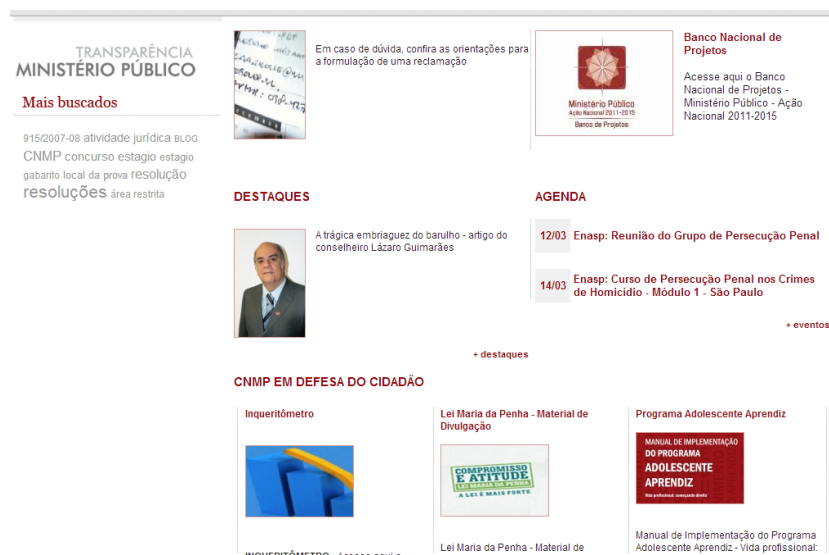 TRANSPARÊNCIA
MINISTÉRIO PÚBLICO
Mais buscados
915/2007-08 atividade jurídica BLOG
CNMP concurso estagio estagio
gabarito local da prova resolução
resoluções área restrita
Em caso de dúvida, confira as orientações para
a formulação de uma reclamação
Ministério Público
Ação Nacional 2011-2015
Banco de Projetos
Banco Nacional de
Projetos
Acesse aqui o Banco
Nacional de Projetos -
Ministério Público - Ação
Nacional 2011-2015
DESTAQUES
A trágica embriaguez do barulho - artigo do
conselheiro Lázaro Guimarães
+ destaques
AGENDA
12/03 Enasp: Reunião do Grupo de Persecução Penal
14/03 Enasp: Curso de Persecução Penal nos Crimes
de Homicídio - Módulo 1 - São Paulo
+ eventos
CNMP EM DEFESA DO CIDADÃO
Inqueritômetro
Lei Maria da Penha - Material de
Divulgação
COMPROMISSO
E ATITUDE
LEI MARIA DA PENHA
A LEI É MAIS FORTE
Lei Maria da Penha - Material de
Programa Adolescente Aprendiz
MANUAL DE IMPLEMENTAÇÃO
DO PROGRAMA
ADOLESCENTE
APRENDIZ
Vida profissional: começando direito
Manual de Implementação do Programa
Adolescente Aprendiz - Vida profissional: